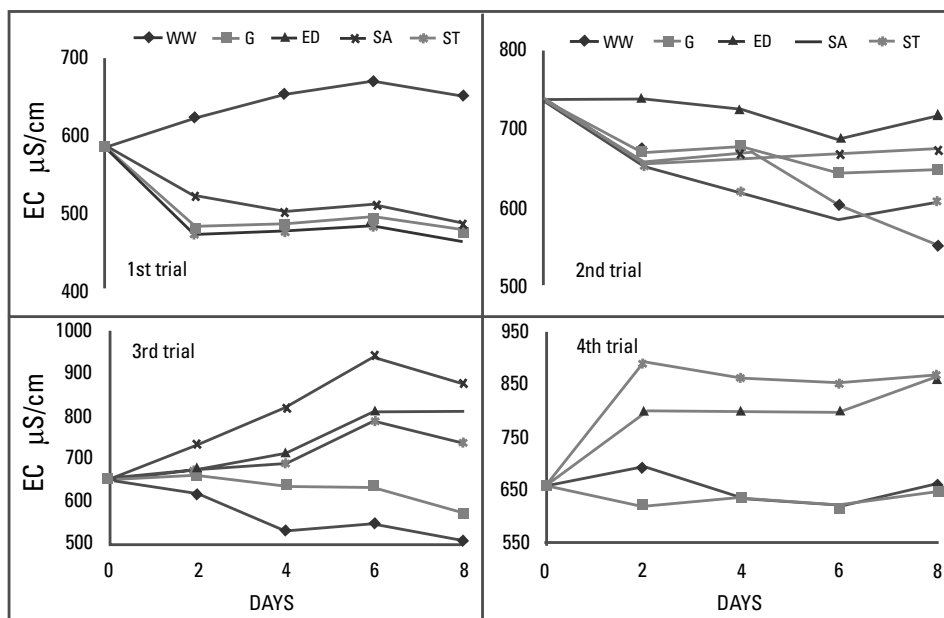 WW G ED SA ST
700
600
500
400
EC µS/cm
1st trial
WW G ED SA ST
800
700
600
500
2nd trial
1000
900
800
700
600
500
EC µS/cm
3rd trial
0 2 4 6 8
DAYS
950
850
750
650
550
4th trial
0 2 4 6 8
DAYS